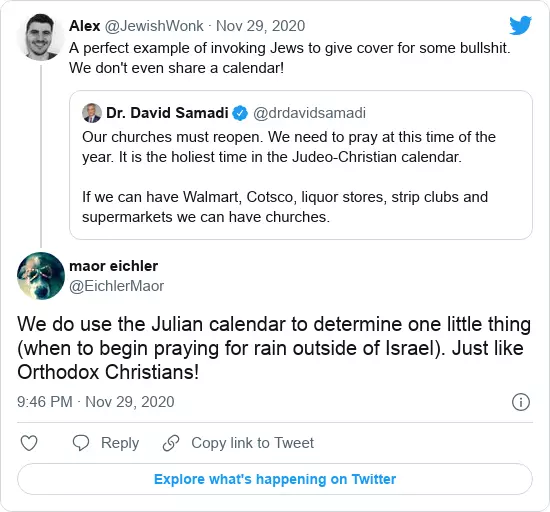 Alex @JewishWonk · Nov 29, 2020
A perfect example of invoking Jews to give cover for some bullshit.
We don't even share a calendar!
Dr. David Samadi @drdavidsamadi
Our churches must reopen. We need to pray at this time of the
year. It is the holiest time in the Judeo-Christian calendar.
If we can have Walmart, Cotsco, liquor stores, strip clubs and
supermarkets we can have churches.
maor eichler
@EichlerMaor
We do use the Julian calendar to determine one little thing
(when to begin praying for rain outside of Israel). Just like
Orthodox Christians!
9:46 PM · Nov 29, 2020
Reply Copy link to Tweet
Explore what's happening on Twitter